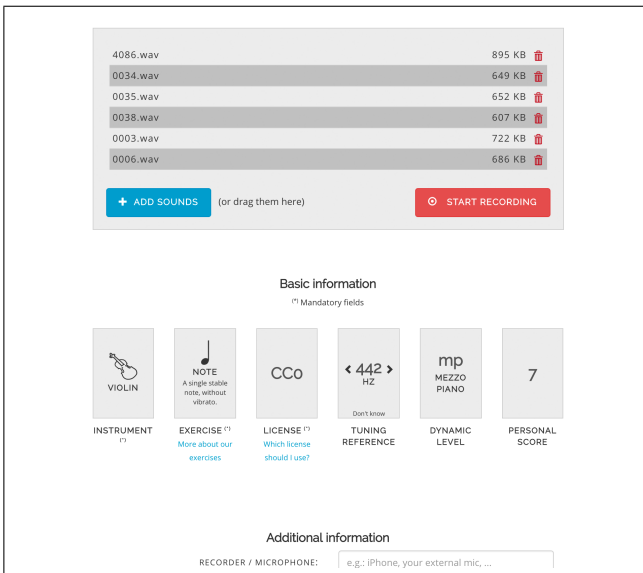 4086.wav 895 KB
0034.wav 649 KB
0035.wav 652 KB
0038.wav 607 KB
0003.wav 722 KB
0006.wav 686 KB
+ ADD SOUNDS (or drag them here) START RECORDING
Basic information
(*) Mandatory fields
VIOLIN
INSTRUMENT
(*)
NOTE
A single stable
note, without
vibrato.
EXERCISE (*)
More about our
exercises
CC0
LICENSE (*)
Which license
should I use?
< 442 >
HZ
Don't know
TUNING
REFERENCE
mp
MEZZO
PIANO
DYNAMIC
LEVEL
7
PERSONAL
SCORE
Additional information
RECORDER / MICROPHONE: e.g.: iPhone, your external mic, ...